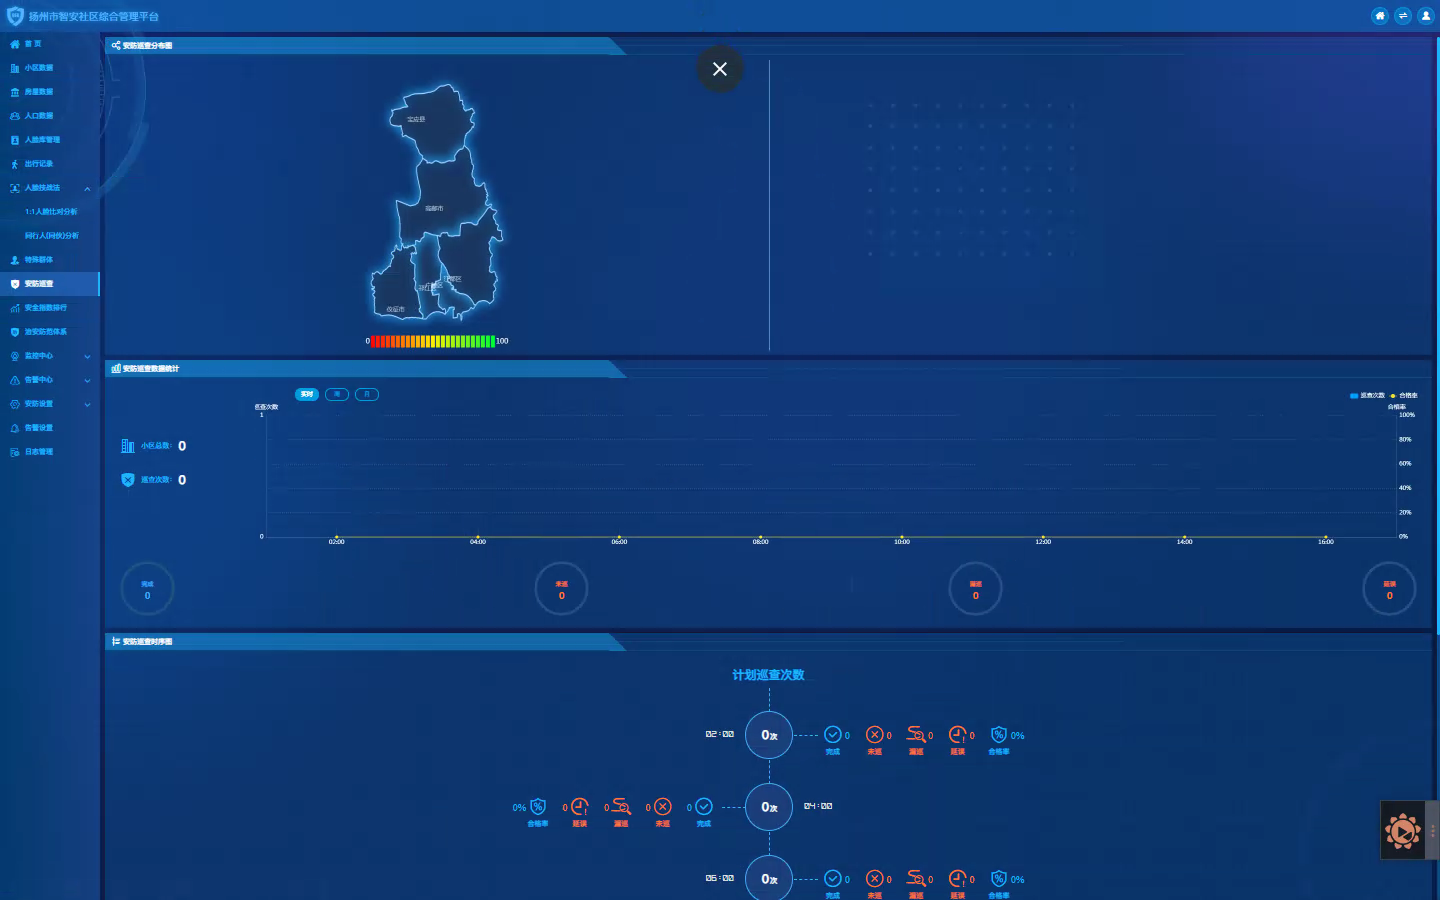 扬州市智安社区综合管理平台
首 页
小区数据
房屋数据
人口数据
人脸库管理
出行记录
人脸技战法
1:1人脸比对分析
同行人(同伙)分析
特殊群体
安防巡查
安全指数排行
治安防范体系
监控中心
告警中心
安防设置
告警设置
日志管理
安防巡查分布图
宝应县
高邮市
江都区
仪征市
0
100
安防巡查数据统计
实时
周
月
巡查次数
合格率
巡查次数
合格率
1
0
100%
80%
60%
40%
20%
0%
02:00
04:00
06:00
08:00
10:00
12:00
14:00
16:00
小区总数: 0
巡查次数: 0
完成
0
未巡
0
漏巡
0
延误
0
安防巡查时序图
计划巡查次数
02:00
0次
0
0
0
0
0%
完成
未巡
漏巡
延误
合格率
0%
0
0
0
0
0次
04:00
合格率
延误
漏巡
未巡
完成
06:00
0次
0
0
0
0
0%
完成
未巡
漏巡
延误
合格率